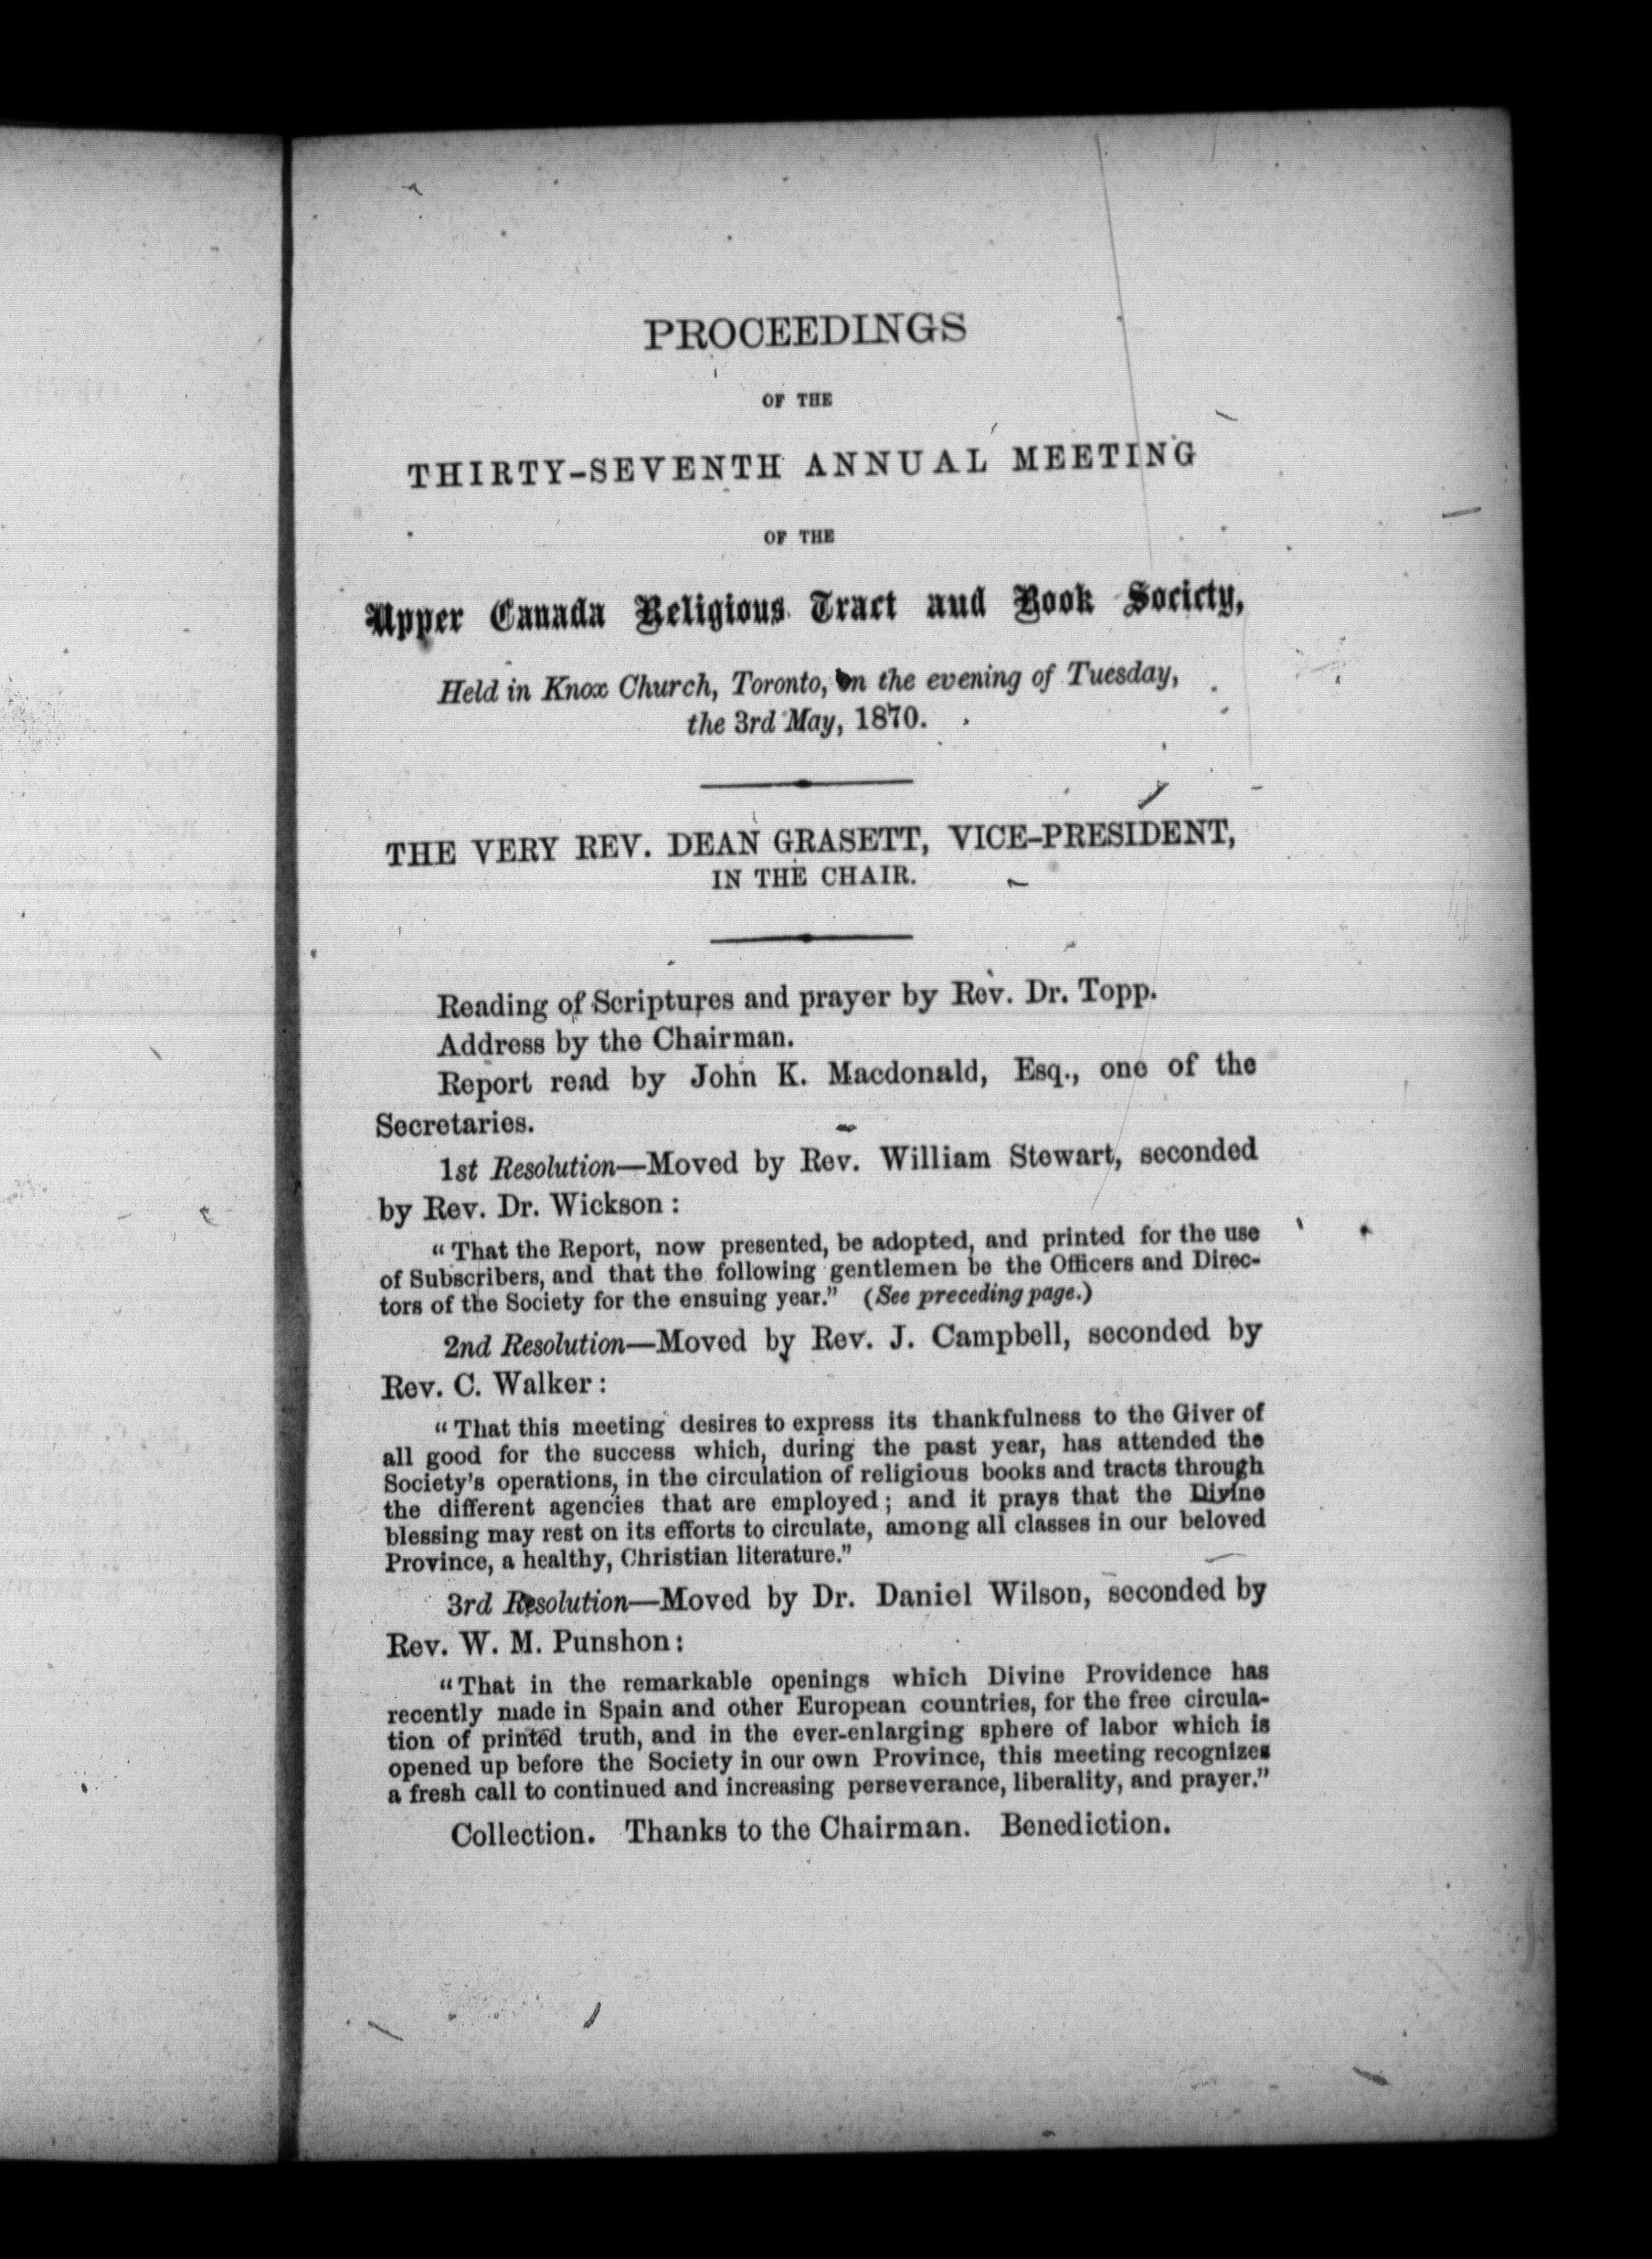 PROCEEDINGS
OF THE
THIRTY-SEVENTH ANNUAL MEETING
OF THE
Upper Canada Religious Tract and Book Society,
Held in Knox Church, Toronto, on the evening of Tuesday,
the 3rd May, 1870.
THE VERY REV. DEAN GRASETT, VICE-PRESIDENT,
IN THE CHAIR.
Reading of Scriptures and prayer by Rev. Dr. Topp.
Address by the Chairman.
Report read by John K. Macdonald, Esq., one of the
Secretaries.
1st Resolution—Moved by Rev. William Stewart, seconded
by Rev. Dr. Wickson:
“That the Report, now presented, be adopted, and printed for the use
of Subscribers, and that the following gentlemen be the Officers and Direc-
tors of the Society for the ensuing year.” (See preceding page.)
2nd Resolution—Moved by Rev. J. Campbell, seconded by
Rev. C. Walker:
“That this meeting desires to express its thankfulness to the Giver of
all good for the success which, during the past year, has attended the
Society’s operations, in the circulation of religious books and tracts through
the different agencies that are employed; and it prays that the Divine
blessing may rest on its efforts to circulate, among all classes in our beloved
Province, a healthy, Christian literature.”
3rd Resolution—Moved by Dr. Daniel Wilson, seconded by
Rev. W. M. Punshon:
“That in the remarkable openings which Divine Providence has
recently made in Spain and other European countries, for the free circula-
tion of printed truth, and in the ever-enlarging sphere of labor which is
opened up before the Society in our own Province, this meeting recognizes
a fresh call to continued and increasing perseverance, liberality, and prayer.”
Collection. Thanks to the Chairman. Benediction.